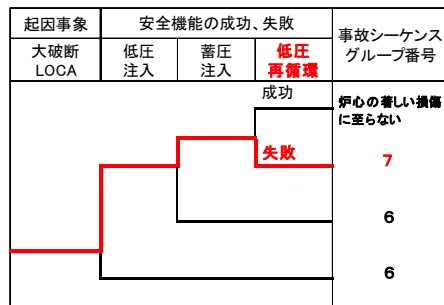 起因事象
安全機能の成功、失敗
事故シーケンス
グループ番号
大破断
LOCA
低圧
注入
蓄圧
注入
低圧
再循環
成功
炉心の著しい損傷
に至らない
失敗
7
6
6